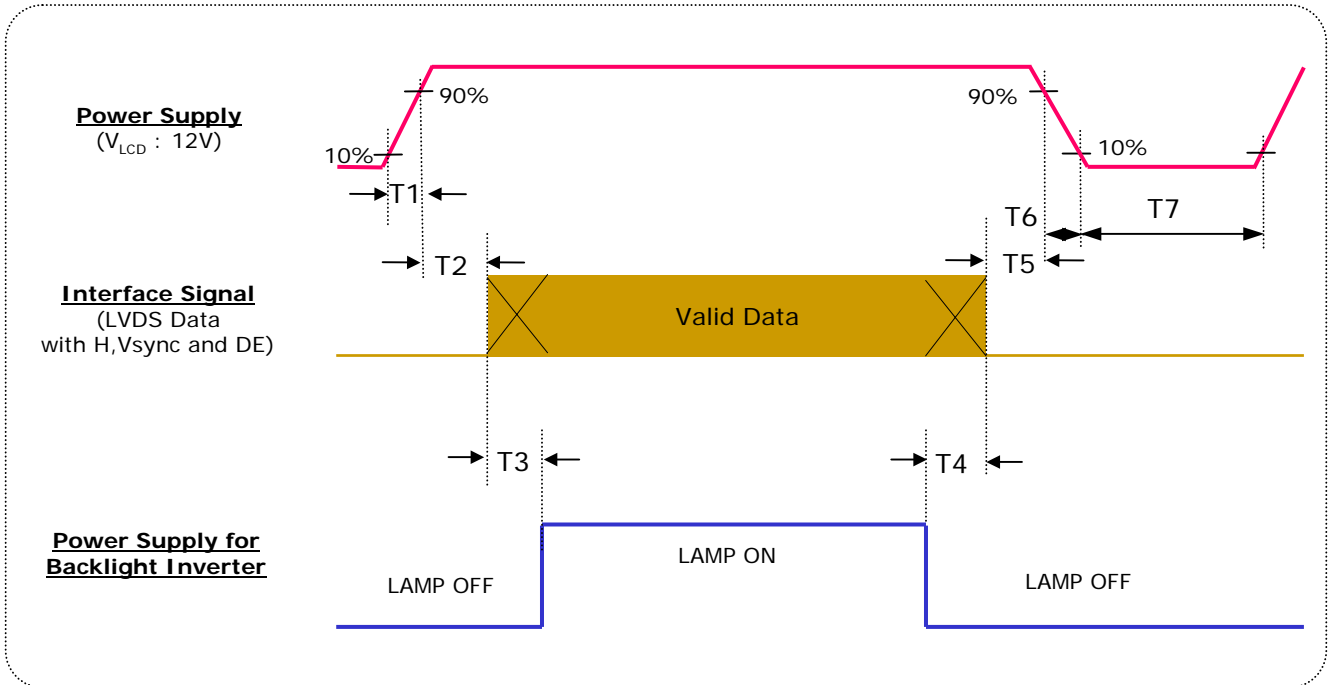 90%
90%
Power Supply
(VLCD : 12V)
10%
10%
T1
T6
T7
T2
T5
Interface Signal
(LVDS Data
with H,Vsync and DE)
Valid Data
T3
T4
Power Supply for
Backlight Inverter
LAMP OFF
LAMP ON
LAMP OFF